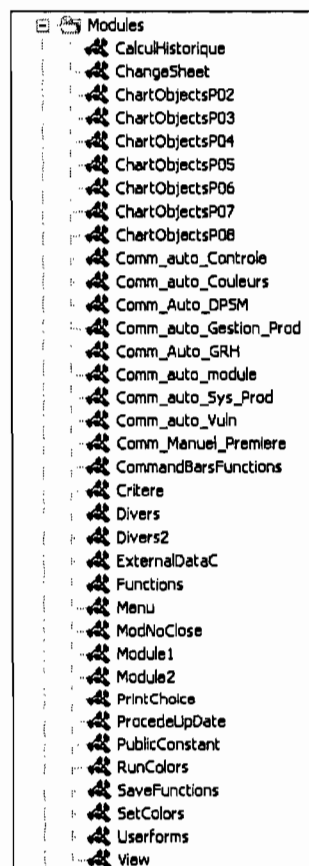 Modules
CalculHistorique
ChangeSheet
ChartObjectsP02
ChartObjectsP03
ChartObjectsP04
ChartObjectsP05
ChartObjectsP06
ChartObjectsP07
ChartObjectsP08
Comm_auto_Controle
Comm_auto_Couleurs
Comm_Auto_DPSM
Comm_auto_Gestion_Prod
Comm_Auto_GRH
Comm_auto_module
Comm_auto_Sys_Prod
Comm_auto_Vuln
Comm_Manuel_Premiere
CommandBarsFunctions
Critere
Divers
Divers2
ExternalDataC
Functions
Menu
ModNoClose
Module1
Module2
PrintChoice
ProcedeUpDate
PublicConstant
RunColors
SaveFunctions
SetColors
Userforms
View